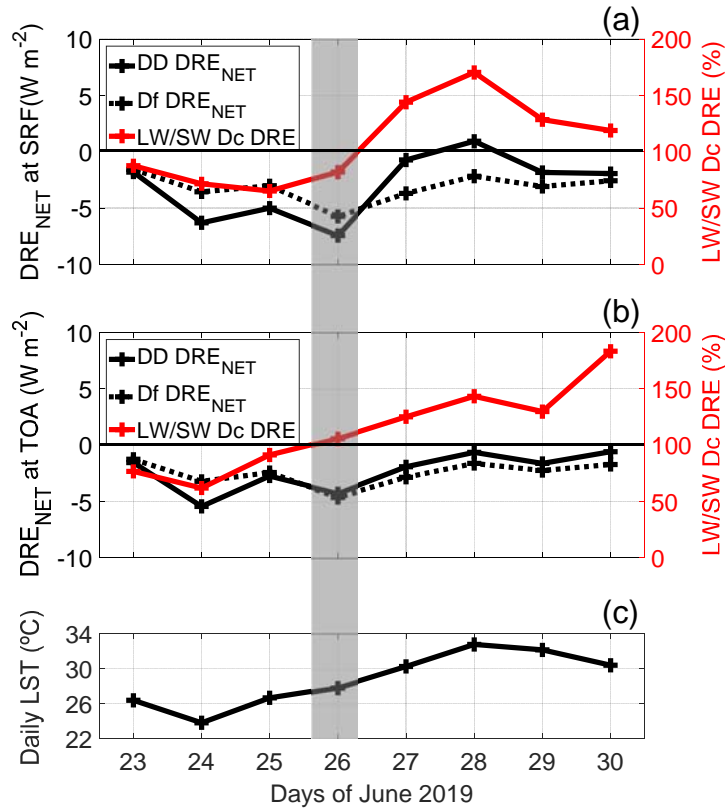 (a)
DRE_NET at SRF(W m⁻²)
10
5
0
-5
-10
DD DRE_NET
Df DRE_NET
LW/SW Dc DRE
200
150
100
50
0
LW/SW Dc DRE (%)
(b)
DRE_NET at TOA (W m⁻²)
10
5
0
-5
-10
DD DRE_NET
Df DRE_NET
LW/SW Dc DRE
200
150
100
50
0
LW/SW Dc DRE (%)
(c)
Daily LST (ºC)
34
30
26
22
23 24 25 26 27 28 29 30
Days of June 2019